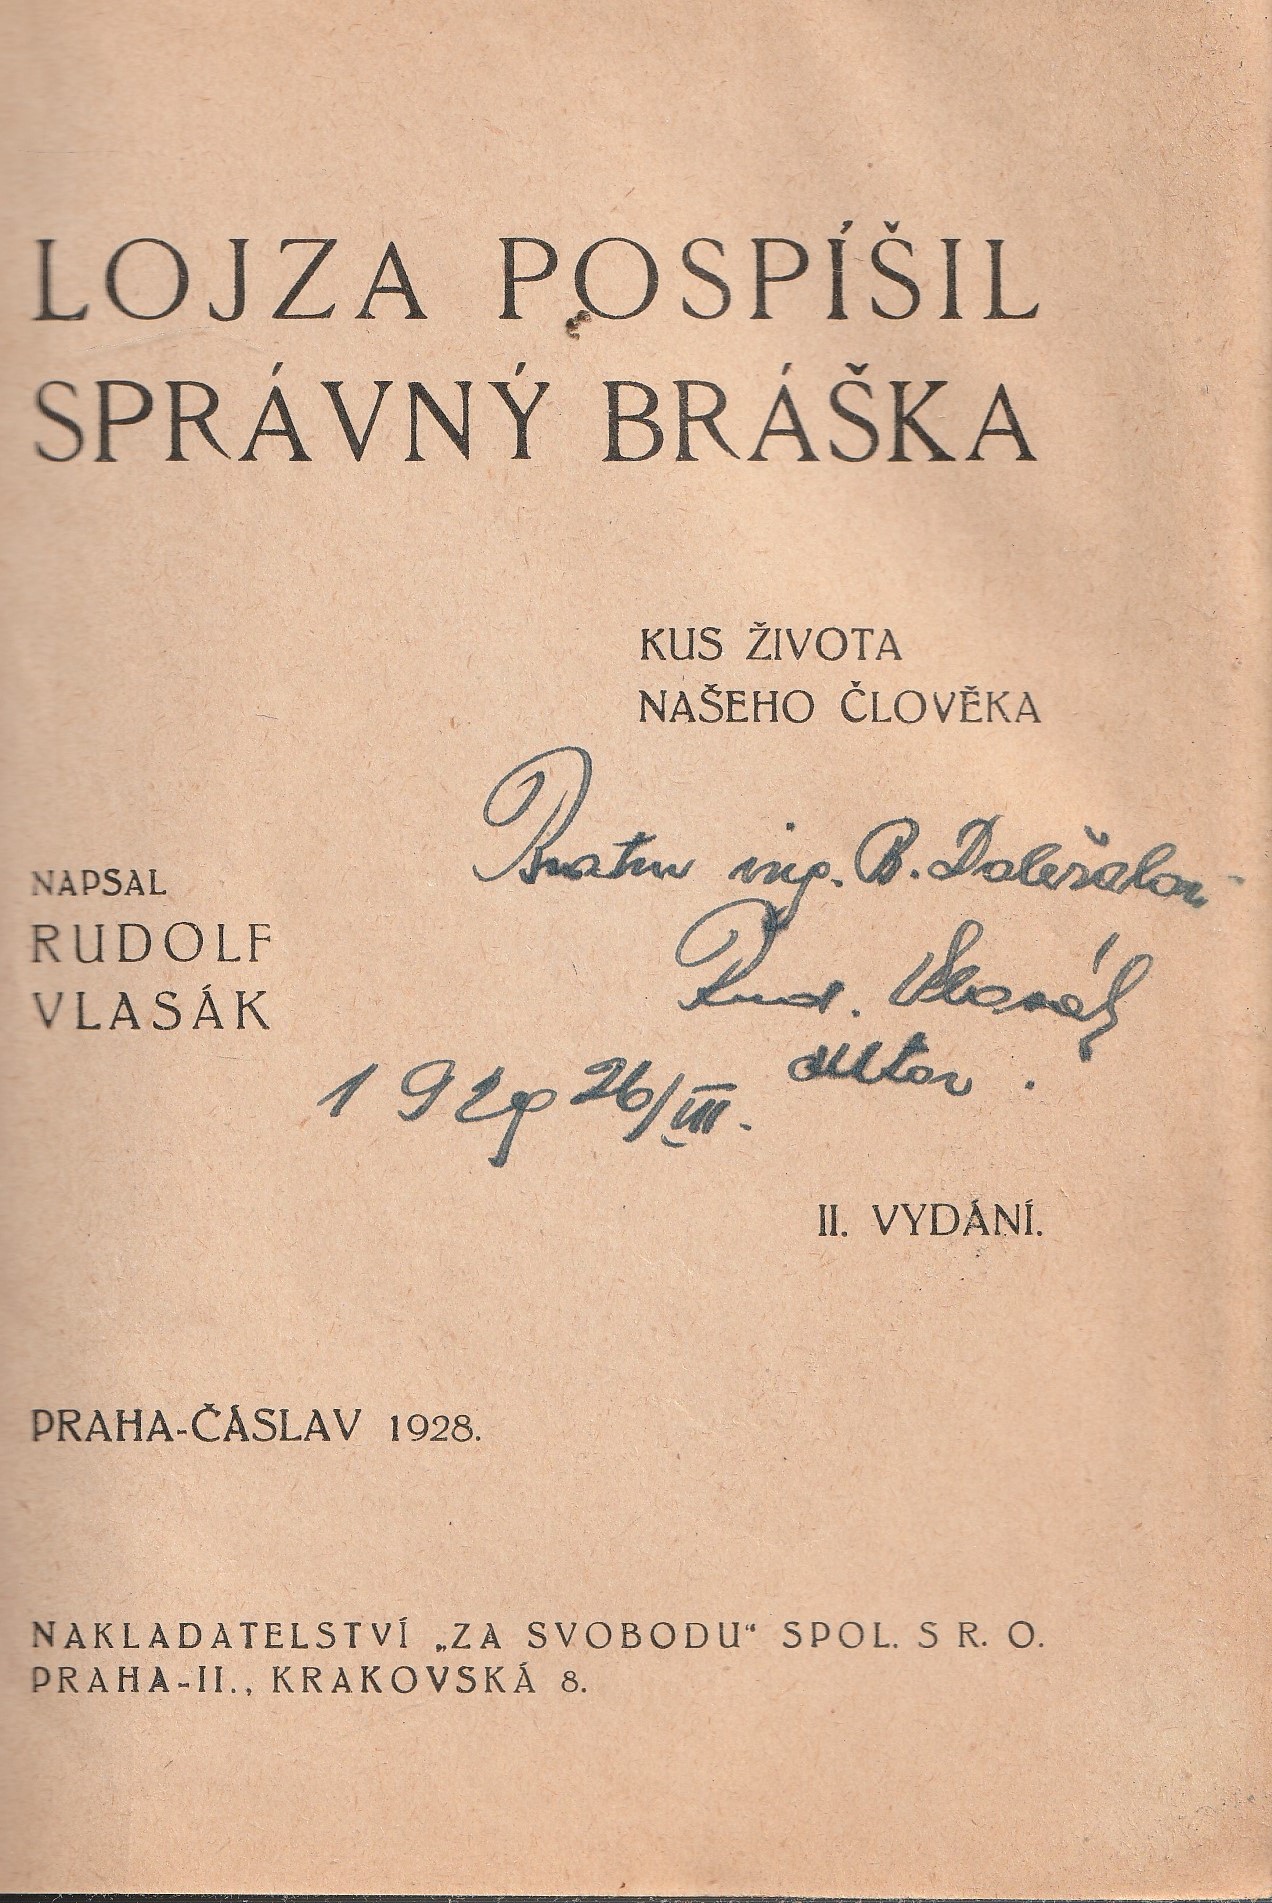 LOJZA POSPÍŠIL
SPRÁVNÝ BRÁŠKA
KUS ŽIVOTA
NAŠEHO ČLOVĚKA
Bratru ing. B. Doležalovi
NAPSAL
RUDOLF
VLASÁK
Rud. Vlasák
autor.
1929 26/VIII.
II. VYDÁNÍ.
PRAHA-ČÁSLAV 1928.
NAKLADATELSTVÍ „ZA SVOBODU“ SPOL. S R. O.
PRAHA-II., KRAKOVSKÁ 8.